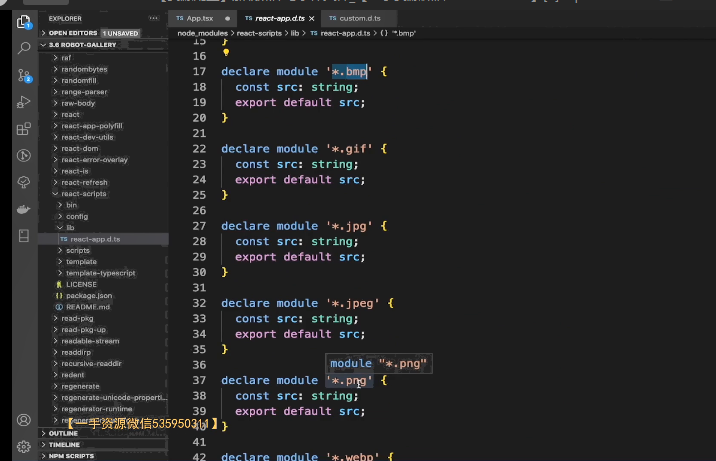 EXPLORER
OPEN EDITORS 1 UNSAVED
3.6 ROBOT-GALLERY
raf
randombytes
randomfill
range-parser
raw-body
react
react-app-polyfill
react-dev-utils
react-dom
react-error-overlay
react-is
react-refresh
react-scripts
bin
config
lib
TS react-app.d.ts
scripts
template
template-typescript
LICENSE
package.json
README.md
read-pkg
read-pkg-up
readable-stream
readdirp
recursive-readdir
redent
regenerate
regenerate-unicode-properti...
regenerator-runtime
OUTLINE
TIMELINE
NPM SCRIPTS
TS App.tsx
TS react-app.d.ts
TS custom.d.ts
node_modules > react-scripts > lib > TS react-app.d.ts > {} "*.bmp"
15 }
16
17 declare module '*.bmp' {
18 const src: string;
19 export default src;
20 }
21
22 declare module '*.gif' {
23 const src: string;
24 export default src;
25 }
26
27 declare module '*.jpg' {
28 const src: string;
29 export default src;
30 }
31
32 declare module '*.jpeg' {
33 const src: string;
34 export default src;
35 }
36
module "*.png"
37 declare module '*.png' {
38 const src: string;
39 export default src;
40 }
41
42 declare module '*.webp' {
【一手资源微信535950311】